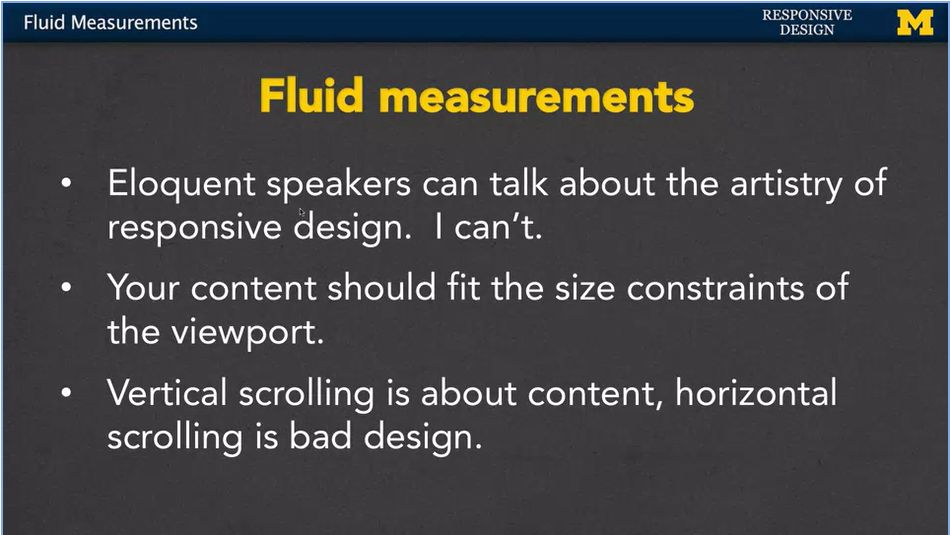 Fluid Measurements
RESPONSIVE
DESIGN
M
Fluid measurements
• Eloquent speakers can talk about the artistry of
responsive design.  I can’t.
• Your content should fit the size constraints of
the viewport.
• Vertical scrolling is about content, horizontal
scrolling is bad design.